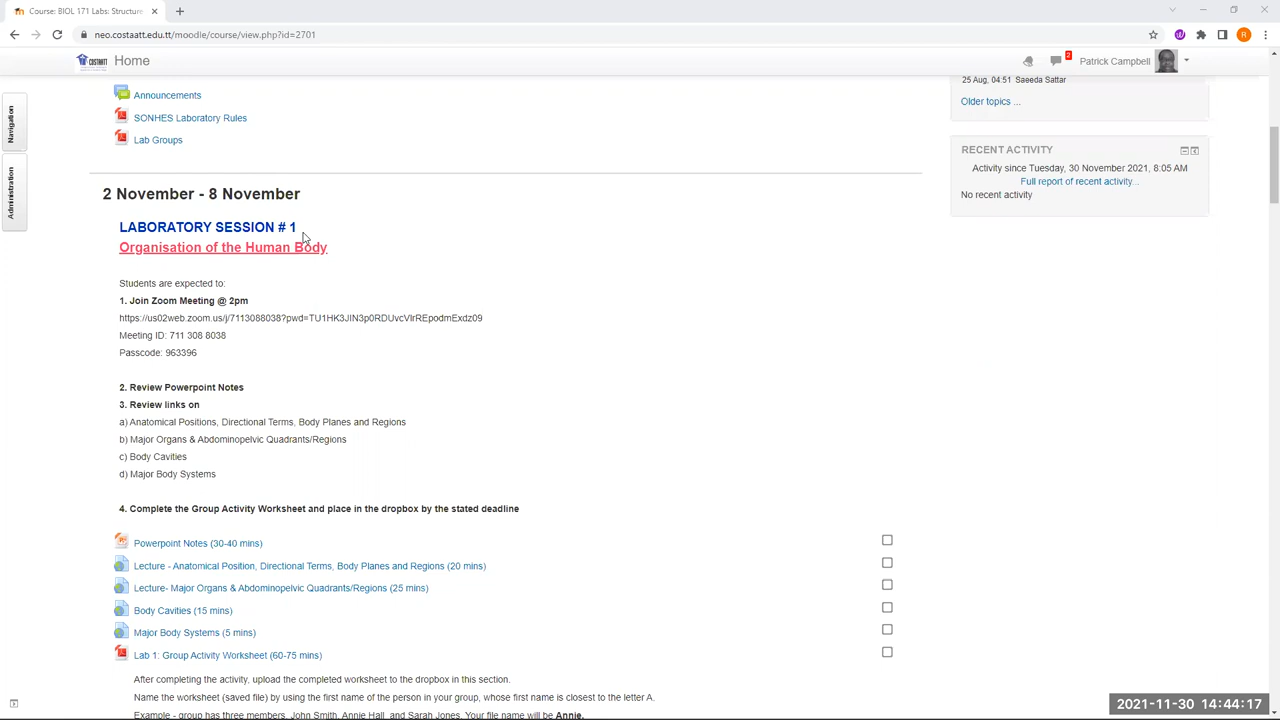 Course: BIOL 171 Labs: Structure
neo.costaatt.edu.tt/moodle/course/view.php?id=2701
R
COSTAATT
Home
2
Patrick Campbell
Navigation
Administration
Announcements
SONHES Laboratory Rules
Lab Groups
25 Aug, 04:51 Saeeda Sattar
Older topics ...
RECENT ACTIVITY
Activity since Tuesday, 30 November 2021, 8:05 AM
Full report of recent activity...
No recent activity
2 November - 8 November
LABORATORY SESSION # 1
Organisation of the Human Body
Students are expected to:
1. Join Zoom Meeting @ 2pm
https://us02web.zoom.us/j/7113088038?pwd=TU1HK3JIN3p0RDUvcVlrREpodmExdz09
Meeting ID: 711 308 8038
Passcode: 963396
2. Review Powerpoint Notes
3. Review links on
a) Anatomical Positions, Directional Terms, Body Planes and Regions
b) Major Organs & Abdominopelvic Quadrants/Regions
c) Body Cavities
d) Major Body Systems
4. Complete the Group Activity Worksheet and place in the dropbox by the stated deadline
Powerpoint Notes (30-40 mins)
Lecture - Anatomical Position, Directional Terms, Body Planes and Regions (20 mins)
Lecture- Major Organs & Abdominopelvic Quadrants/Regions (25 mins)
Body Cavities (15 mins)
Major Body Systems (5 mins)
Lab 1: Group Activity Worksheet (60-75 mins)
After completing the activity, upload the completed worksheet to the dropbox in this section.
Name the worksheet (saved file) by using the first name of the person in your group, whose first name is closest to the letter A.
Example - group has three members, John Smith, Annie Hall, and Sarah Jones. Your file name will be Annie.
2021-11-30 14:44:17